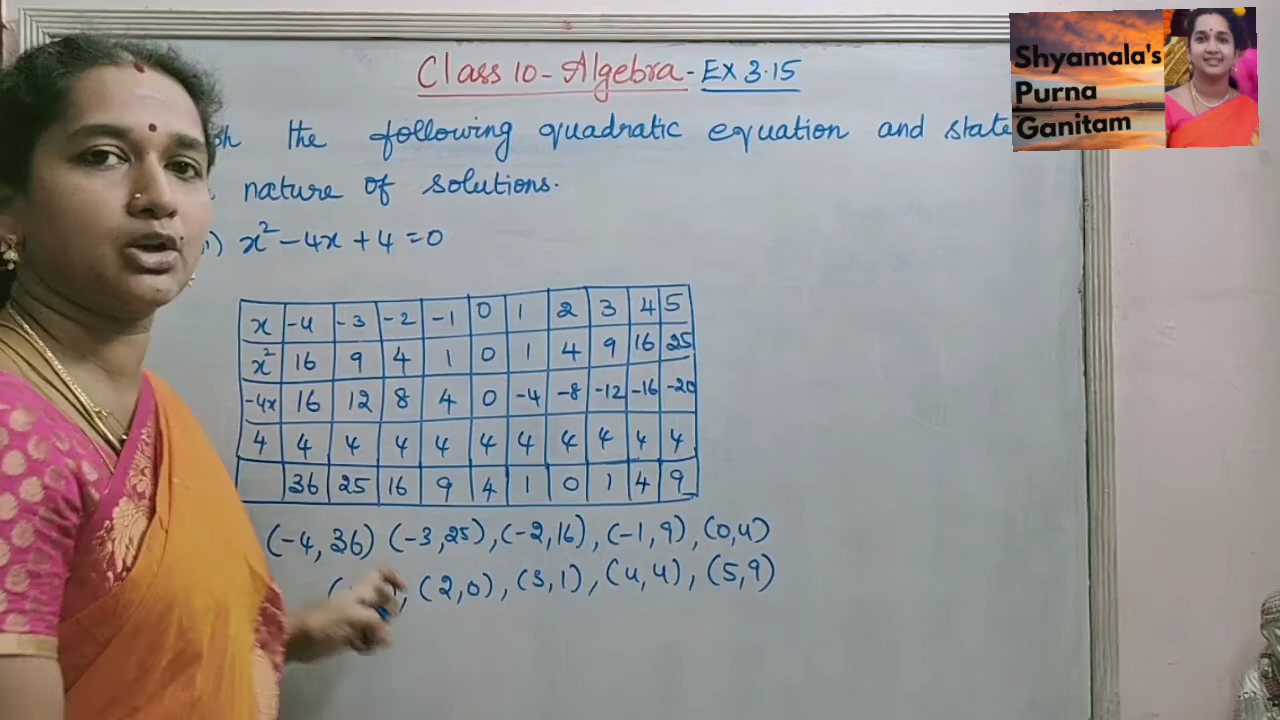 Class 10 - Algebra - EX 3.15
Shyamala's
Purna
Ganitam
the following quadratic equation and state
nature of solutions.
x² - 4x + 4 = 0
x -4 -3 -2 -1 0 1 2 3 4 5
x² 16 9 4 1 0 1 4 9 16 25
-4x 16 12 8 4 0 -4 -8 -12 -16 -20
4 4 4 4 4 4 4 4 4 4 4
36 25 16 9 4 1 0 1 4 9
(-4, 36) (-3, 25), (-2, 16), (-1, 9), (0, 4)
(2, 0), (3, 1), (4, 4), (5, 9)